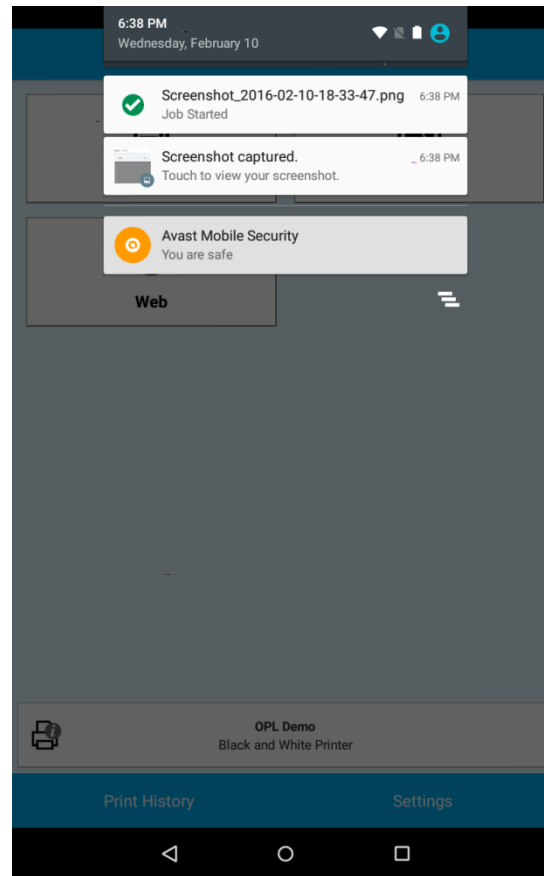 6:38 PM
Wednesday, February 10
Screenshot_2016-02-10-18-33-47.png 6:38 PM
Job Started
Screenshot captured. 6:38 PM
Touch to view your screenshot.
Avast Mobile Security
You are safe
Web
OPL Demo
Black and White Printer
Print History Settings